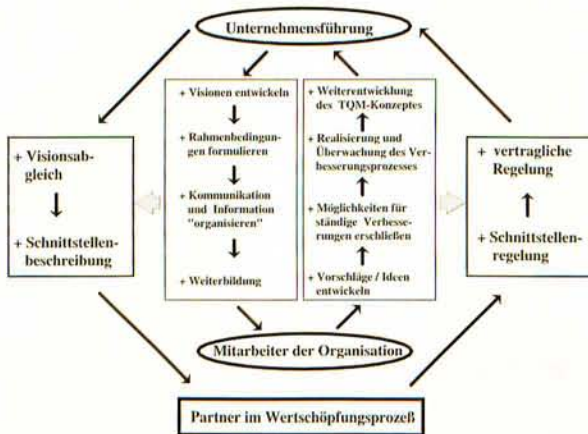 Unternehmensführung
+ Visionsab-
gleich
+ Schnittstellen-
beschreibung
+ Visionen entwickeln
+ Rahmenbedingun-
gen formulieren
+ Kommunikation
und Information
"organisieren"
+ Weiterbildung
+ Weiterentwicklung
des TQM-Konzeptes
+ Realisierung und
Überwachung des Ver-
besserungsprozesses
+ Möglichkeiten für
ständige Verbesse-
rungen erschließen
+ Vorschläge / Ideen
entwickeln
+ vertragliche
Regelung
+ Schnittstellen-
regelung
Mitarbeiter der Organisation
Partner im Wertschöpfungsprozeß